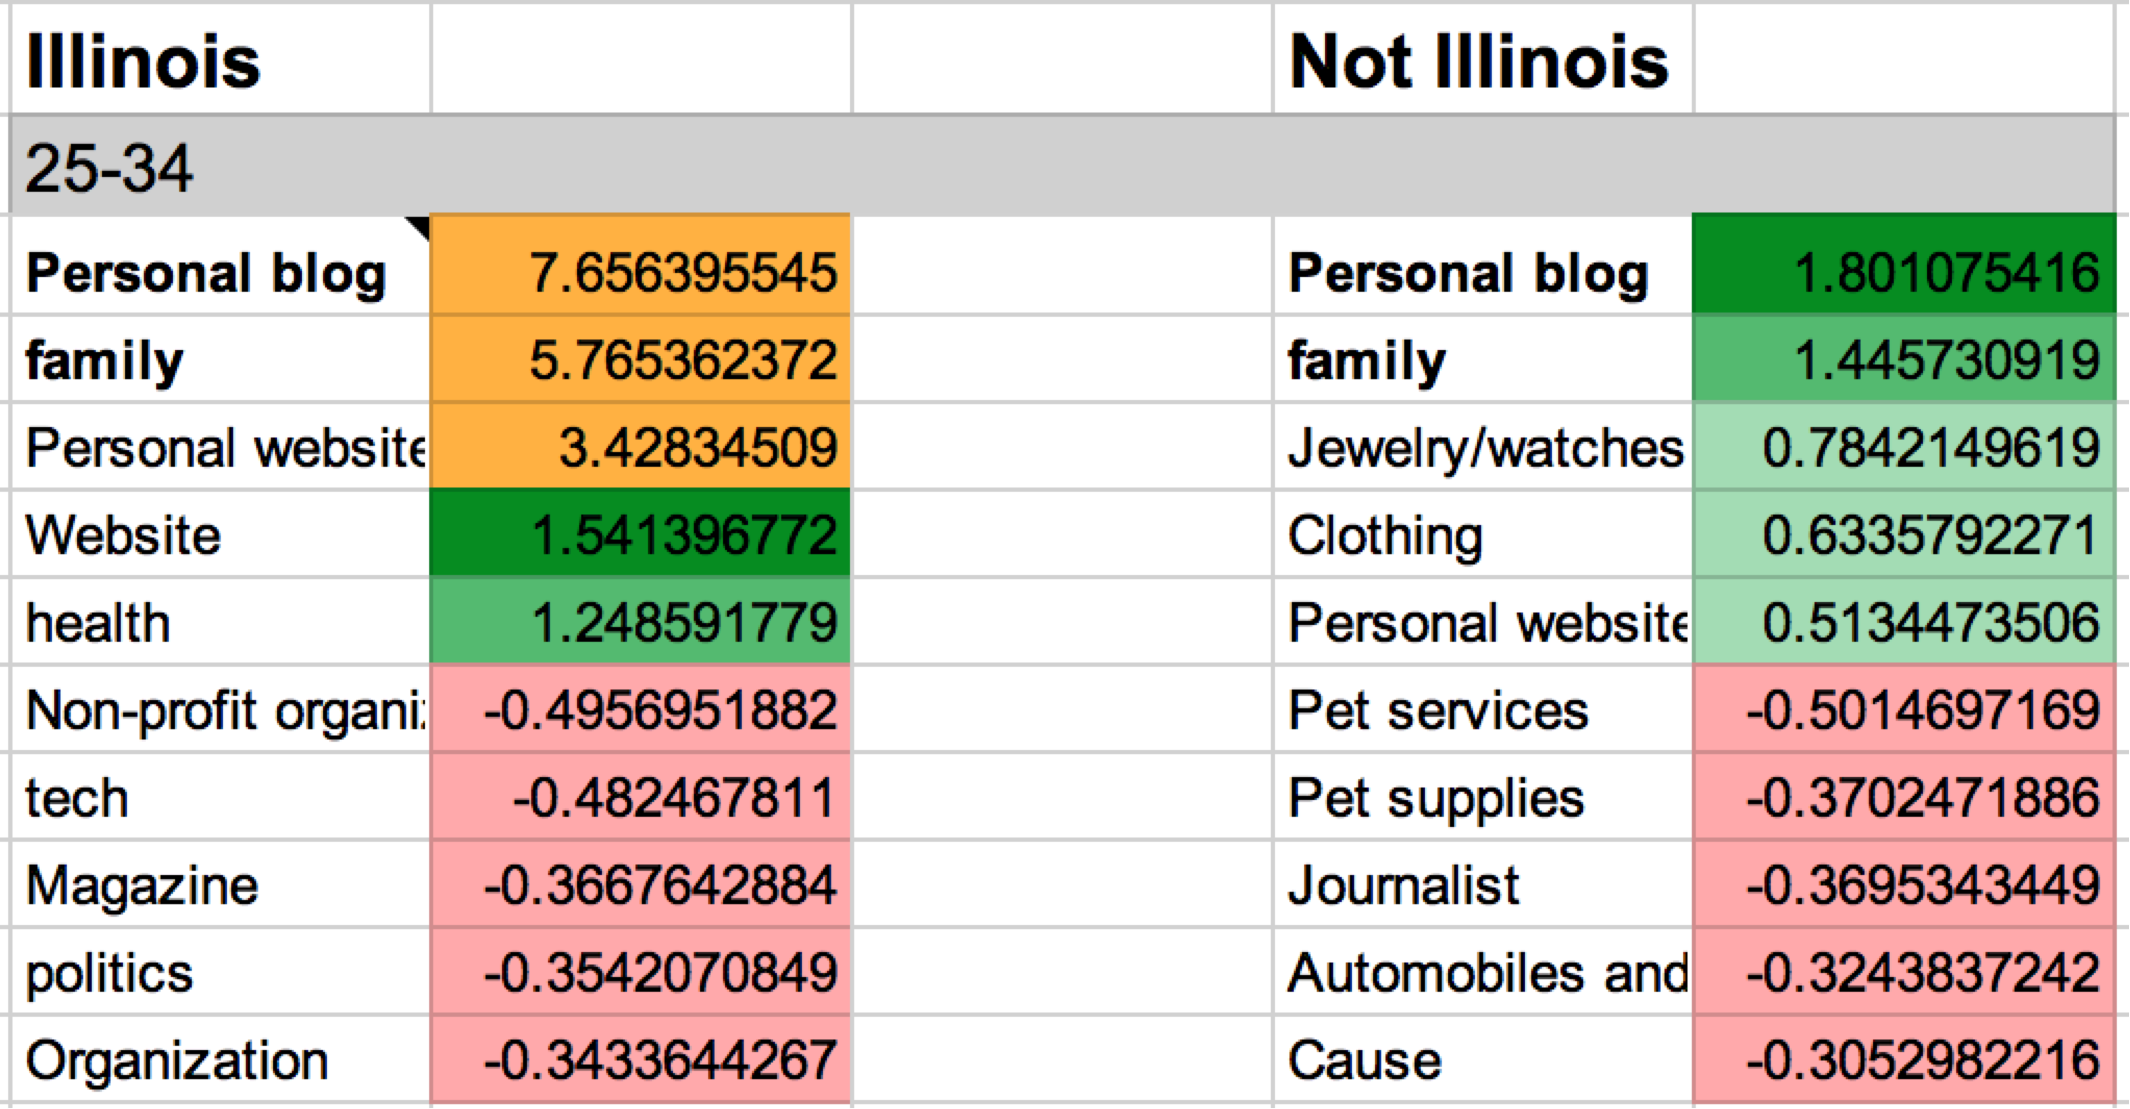 Illinois Not Illinois
25-34
Personal blog 7.656395545 Personal blog 1.801075416
family 5.765362372 family 1.445730919
Personal website 3.42834509 Jewelry/watches 0.7842149619
Website 1.541396772 Clothing 0.6335792271
health 1.248591779 Personal website 0.5134473506
Non-profit organi -0.4956951882 Pet services -0.5014697169
tech -0.482467811 Pet supplies -0.3702471886
Magazine -0.3667642884 Journalist -0.3695343449
politics -0.3542070849 Automobiles and -0.3243837242
Organization -0.3433644267 Cause -0.3052982216